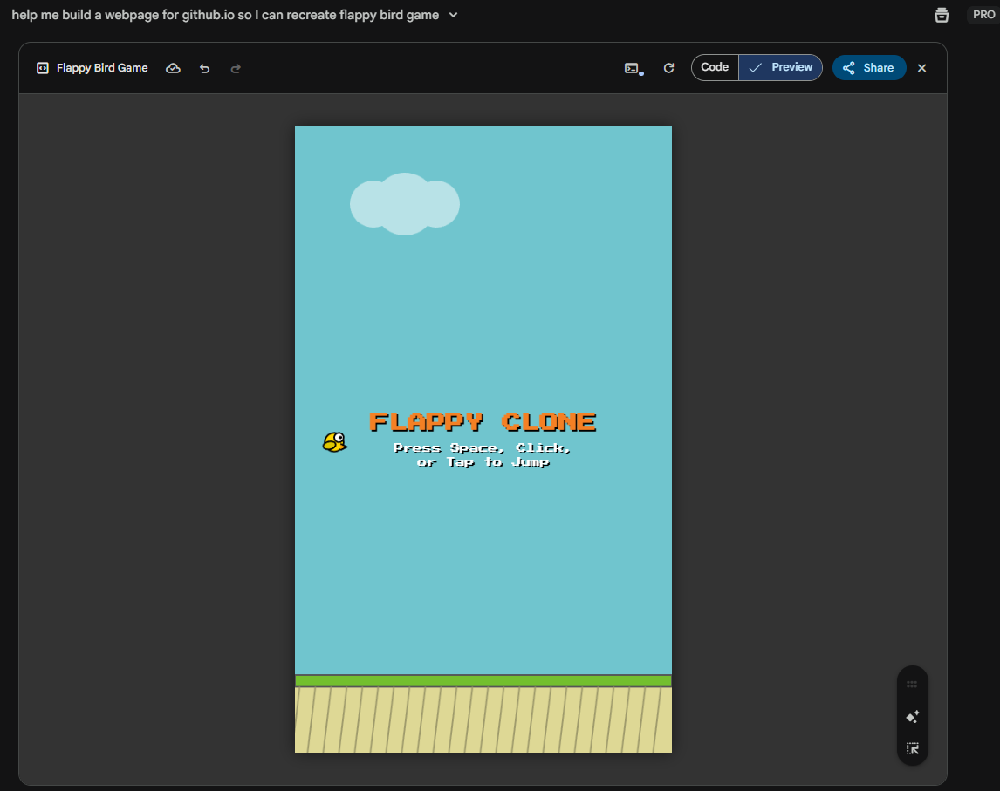 help me build a webpage for github.io so I can recreate flappy bird game
PRO
Flappy Bird Game
Code
Preview
Share
FLAPPY CLONE
Press Space, Click,
or Tap to Jump